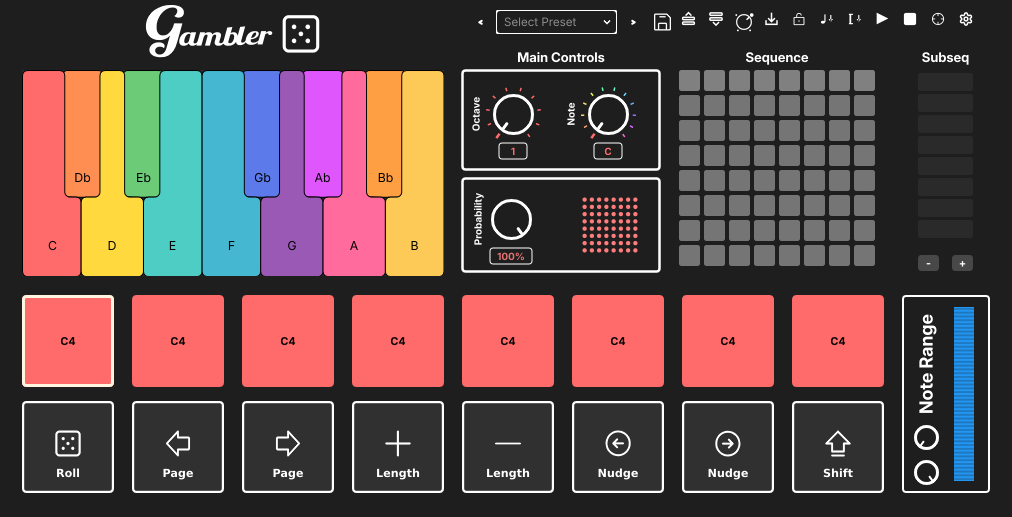 Gambler
Select Preset
Main Controls
Sequence
Subseq
Octave
1
Note
C
Db
Eb
Gb
Ab
Bb
C
D
E
F
G
A
B
Probability
100%
-
+
C4
C4
C4
C4
C4
C4
C4
C4
Note Range
Roll
Page
Page
Length
Length
Nudge
Nudge
Shift